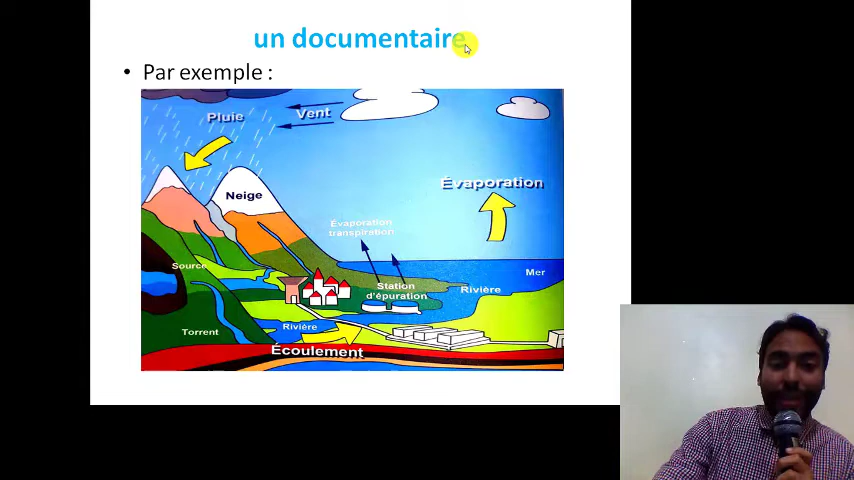 un documentaire
• Par exemple :
Pluie
Vent
Évaporation
Neige
Évaporation
transpiration
Source
Mer
Station
d'épuration
Rivière
Torrent
Rivière
Écoulement